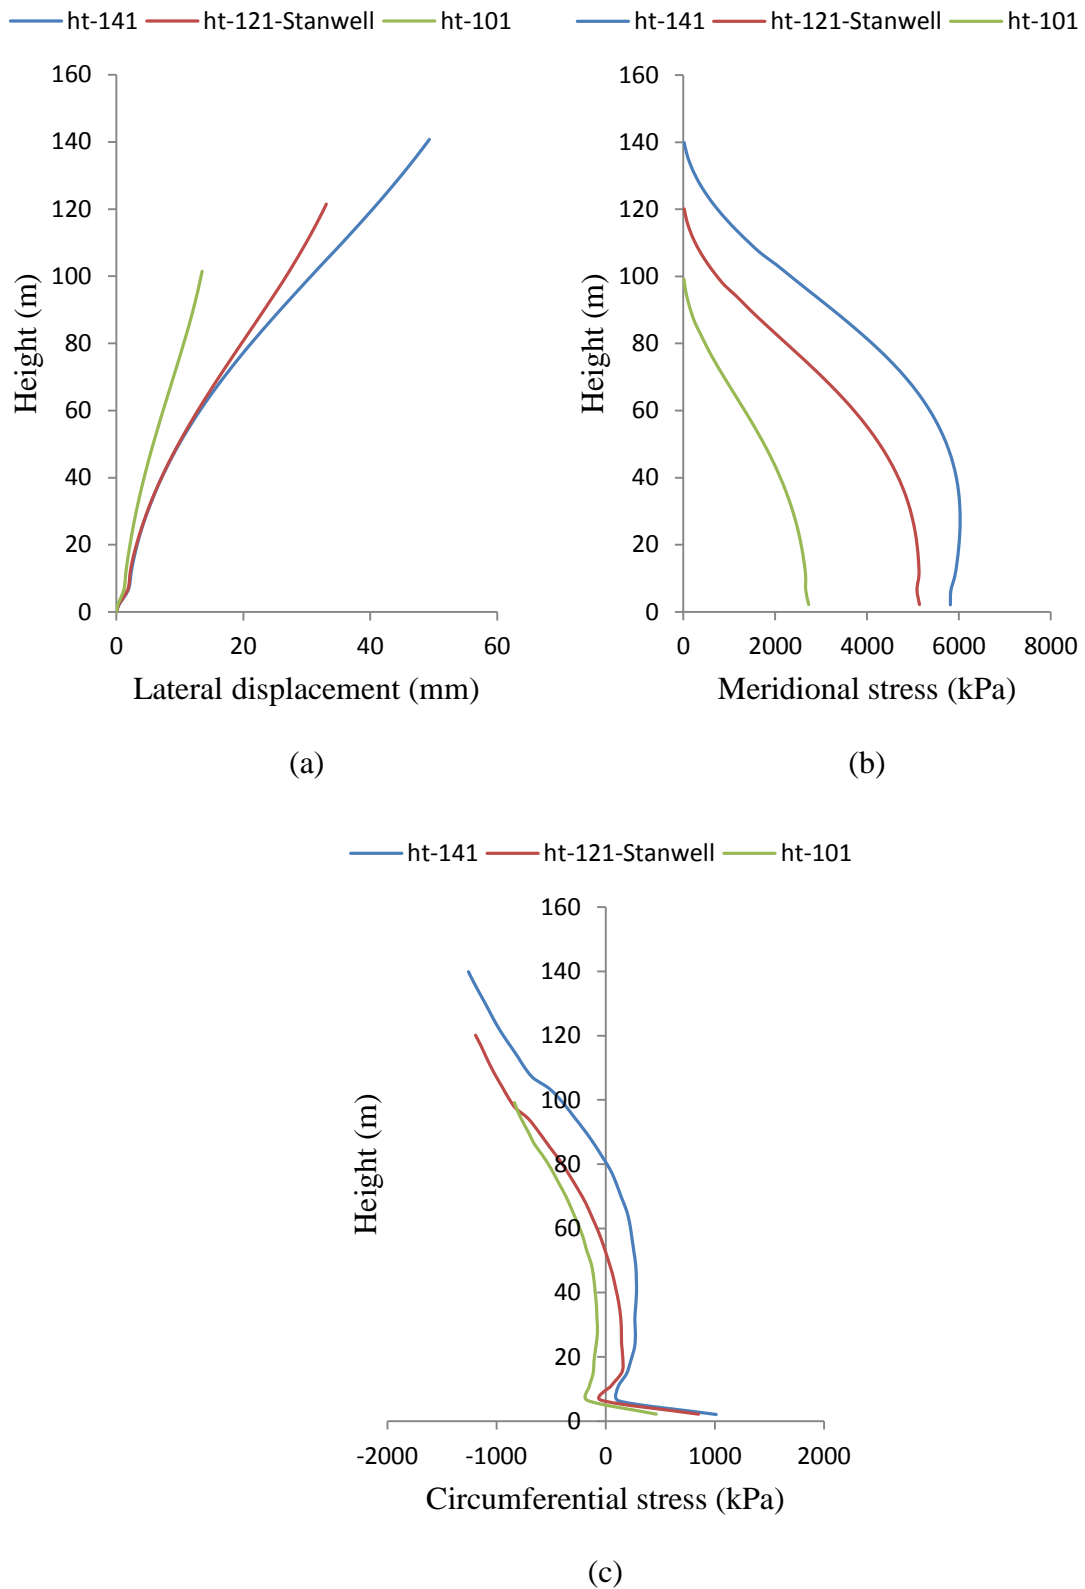 ht-141 ht-121-Stanwell ht-101
160
140
120
100
80
60
40
20
0
Height (m)
0 20 40 60
Lateral displacement (mm)
(a)
ht-141 ht-121-Stanwell ht-101
160
140
120
100
80
60
40
20
0
Height (m)
0 2000 4000 6000 8000
Meridional stress (kPa)
(b)
ht-141 ht-121-Stanwell ht-101
160
140
120
100
80
60
40
20
0
Height (m)
-2000 -1000 0 1000 2000
Circumferential stress (kPa)
(c)